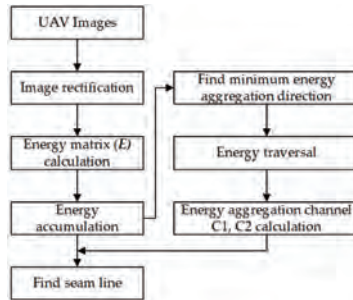 UAV Images
Image rectification
Energy matrix (E)
calculation
Energy
accumulation
Find minimum energy
aggregation direction
Energy traversal
Energy aggregation channel
C1, C2 calculation
Find seam line